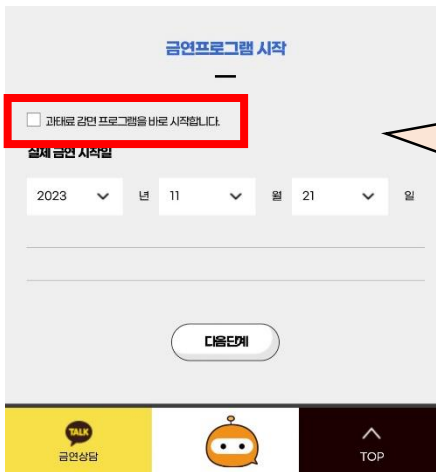 금연프로그램 시작
과태료 감면 프로그램을 바로 시작합니다.
실제 금연 시작일
2023 년 11 월 21 일
다음단계
TALK
금연상담
TOP